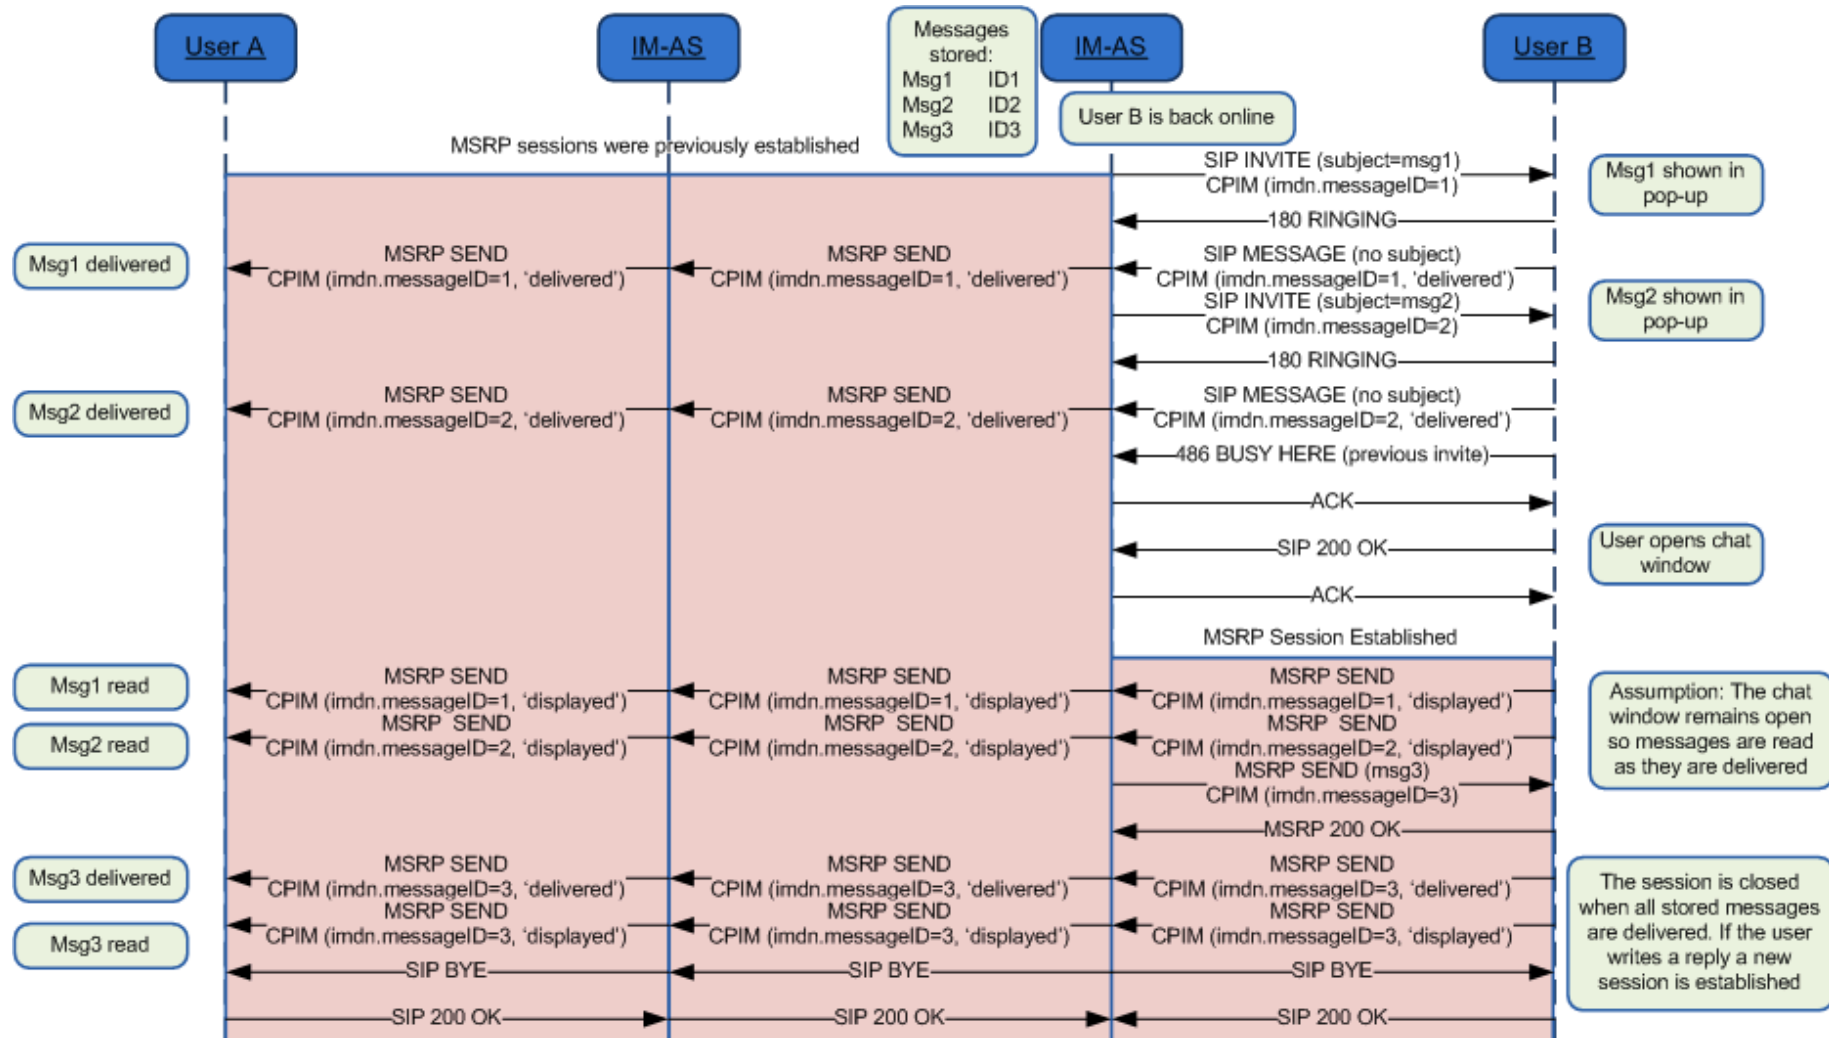 User A
IM-AS
Messages
stored:
Msg1 ID1
Msg2 ID2
Msg3 ID3
IM-AS
User B
User B is back online
MSRP sessions were previously established
SIP INVITE (subject=msg1)
CPIM (imdn.messageID=1)
Msg1 shown in
pop-up
180 RINGING
Msg1 delivered
MSRP SEND
CPIM (imdn.messageID=1, ‘delivered’)
MSRP SEND
CPIM (imdn.messageID=1, ‘delivered’)
SIP MESSAGE (no subject)
CPIM (imdn.messageID=1, ‘delivered’)
SIP INVITE (subject=msg2)
CPIM (imdn.messageID=2)
Msg2 shown in
pop-up
180 RINGING
Msg2 delivered
MSRP SEND
CPIM (imdn.messageID=2, ‘delivered’)
MSRP SEND
CPIM (imdn.messageID=2, ‘delivered’)
SIP MESSAGE (no subject)
CPIM (imdn.messageID=2, ‘delivered’)
486 BUSY HERE (previous invite)
ACK
SIP 200 OK
User opens chat
window
ACK
MSRP Session Established
Msg1 read
MSRP SEND
CPIM (imdn.messageID=1, ‘displayed’)
MSRP SEND
CPIM (imdn.messageID=1, ‘displayed’)
MSRP SEND
CPIM (imdn.messageID=1, ‘displayed’)
Msg2 read
MSRP SEND
CPIM (imdn.messageID=2, ‘displayed’)
MSRP SEND
CPIM (imdn.messageID=2, ‘displayed’)
MSRP SEND
CPIM (imdn.messageID=2, ‘displayed’)
Assumption: The chat
window remains open
so messages are read
as they are delivered
MSRP SEND (msg3)
CPIM (imdn.messageID=3)
MSRP 200 OK
Msg3 delivered
MSRP SEND
CPIM (imdn.messageID=3, ‘delivered’)
MSRP SEND
CPIM (imdn.messageID=3, ‘delivered’)
MSRP SEND
CPIM (imdn.messageID=3, ‘delivered’)
Msg3 read
MSRP SEND
CPIM (imdn.messageID=3, ‘displayed’)
MSRP SEND
CPIM (imdn.messageID=3, ‘displayed’)
MSRP SEND
CPIM (imdn.messageID=3, ‘displayed’)
The session is closed
when all stored messages
are delivered. If the user
writes a reply a new
session is established
SIP BYE
SIP BYE
SIP BYE
SIP 200 OK
SIP 200 OK
SIP 200 OK